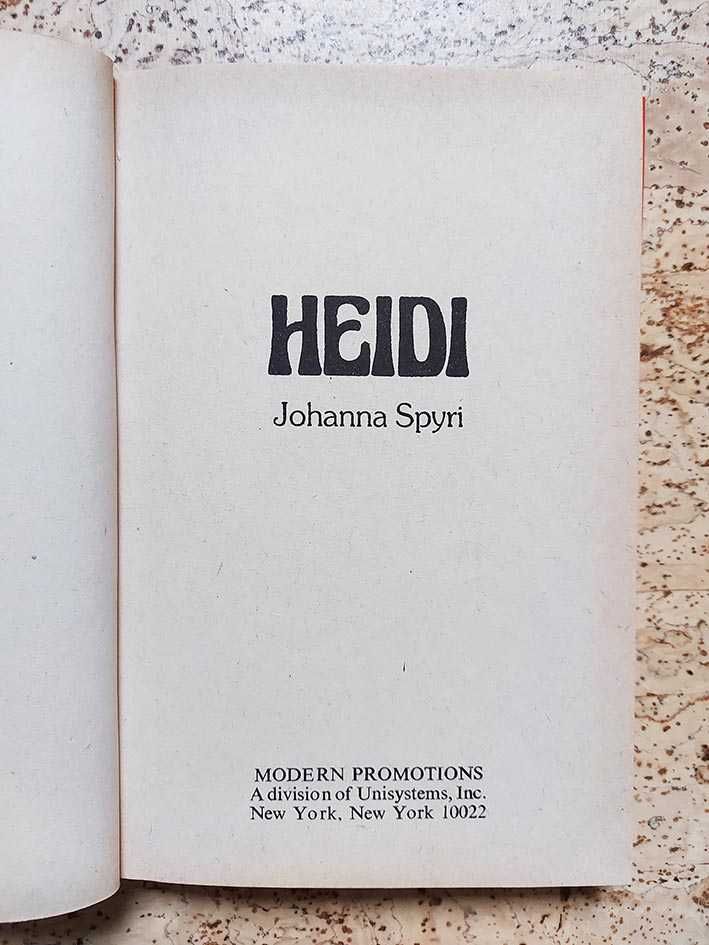 HEIDI
Johanna Spyri
MODERN PROMOTIONS
A division of Unisystems, Inc.
New York, New York 10022